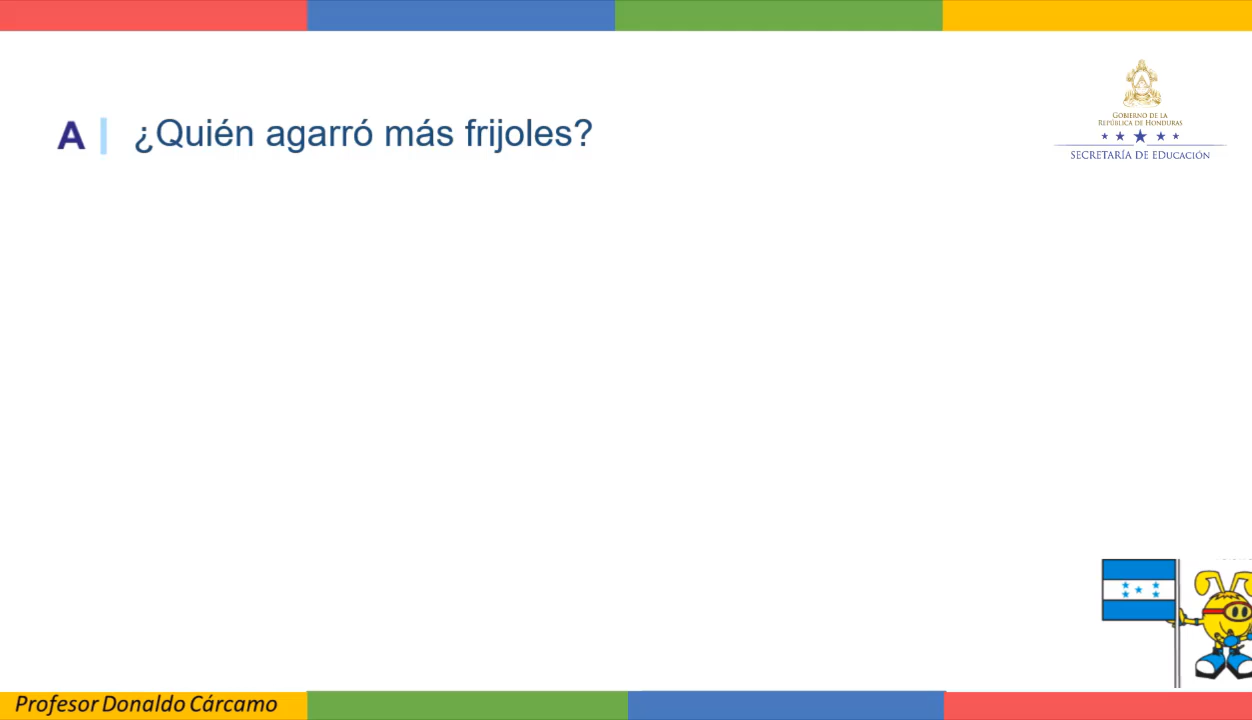 A | ¿Quién agarró más frijoles?
GOBIERNO DE LA
REPÚBLICA DE HONDURAS
SECRETARÍA DE EDUCACIÓN
Profesor Donaldo Cárcamo